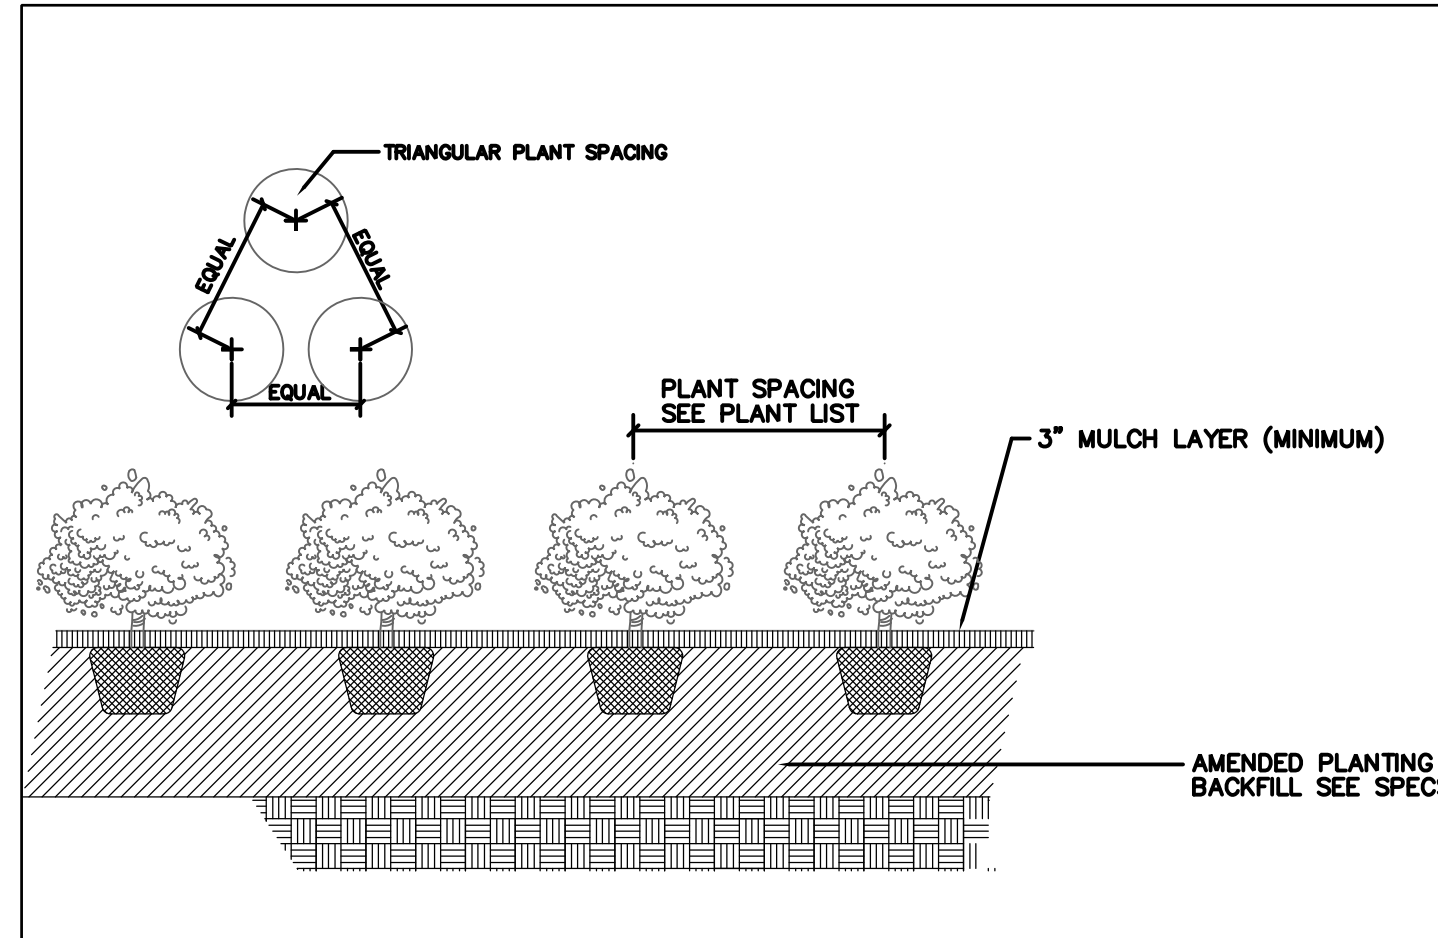 TRIANGULAR PLANT SPACING
EQUAL
EQUAL
EQUAL
PLANT SPACING
SEE PLANT LIST
3" MULCH LAYER (MINIMUM)
AMENDED PLANTING
BACKFILL SEE SPECS